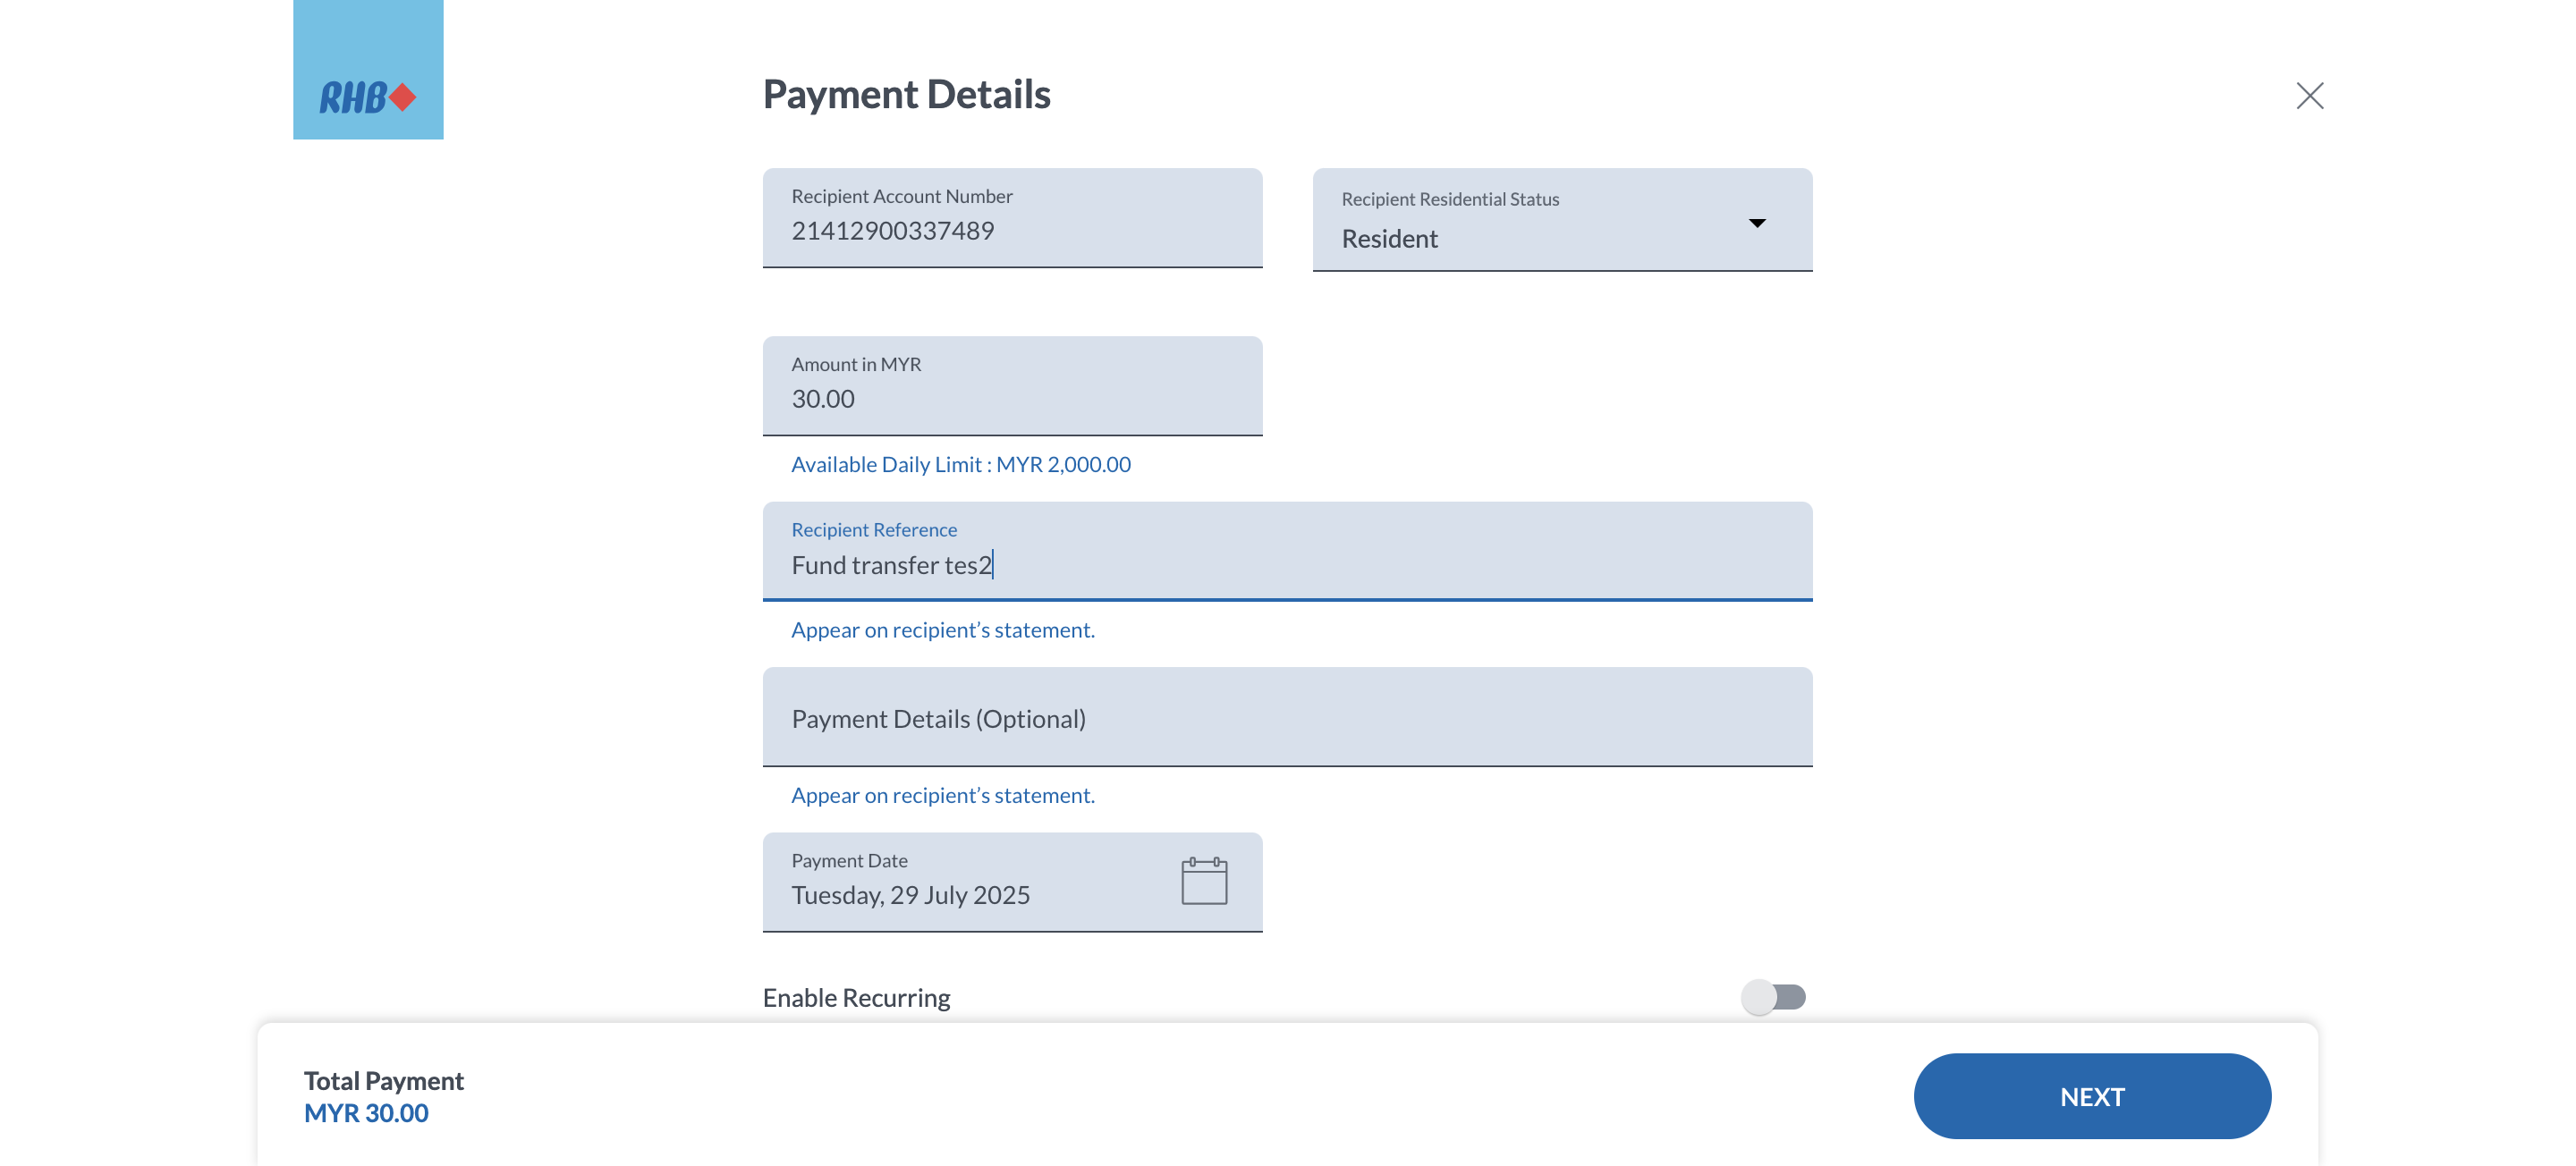 RHB
Payment Details
Recipient Account Number
21412900337489
Recipient Residential Status
Resident
Amount in MYR
30.00
Available Daily Limit : MYR 2,000.00
Recipient Reference
Fund transfer tes2
Appear on recipient’s statement.
Payment Details (Optional)
Appear on recipient’s statement.
Payment Date
Tuesday, 29 July 2025
Enable Recurring
Total Payment
MYR 30.00
NEXT